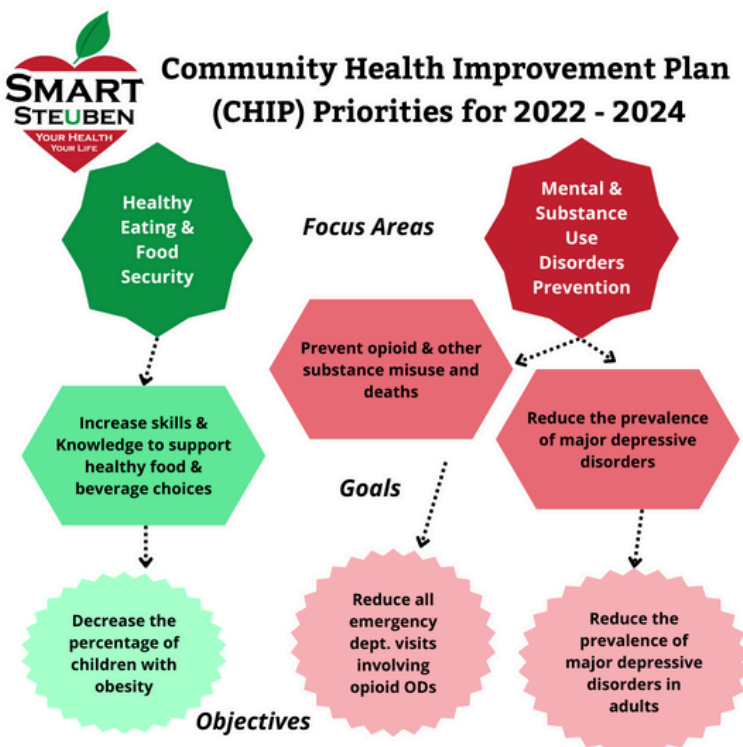 SMART
STEUBEN
YOUR HEALTH
YOUR LIFE
Community Health Improvement Plan
(CHIP) Priorities for 2022 - 2024
Healthy
Eating &
Food
Security
Focus Areas
Mental &
Substance
Use
Disorders
Prevention
Prevent opioid & other
substance misuse and
deaths
Increase skills &
Knowledge to support
healthy food &
beverage choices
Reduce the prevalence
of major depressive
disorders
Goals
Decrease the
percentage of
children with
obesity
Reduce all
emergency
dept. visits
involving
opioid ODs
Reduce the
prevalence of
major depressive
disorders in
adults
Objectives